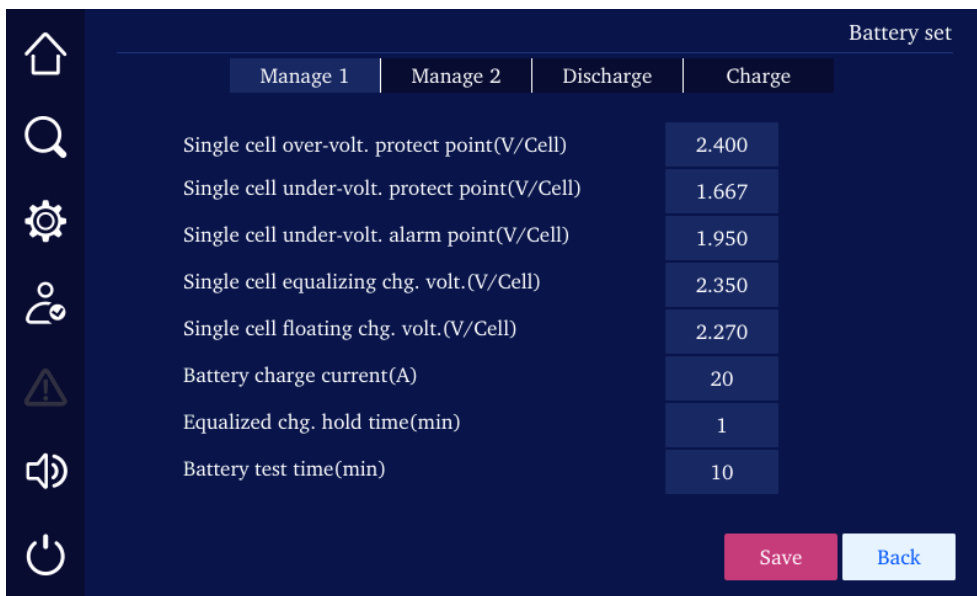 Battery set
Manage 1 Manage 2 Discharge Charge
Single cell over-volt. protect point(V/Cell) 2.400
Single cell under-volt. protect point(V/Cell) 1.667
Single cell under-volt. alarm point(V/Cell) 1.950
Single cell equalizing chg. volt.(V/Cell) 2.350
Single cell floating chg. volt.(V/Cell) 2.270
Battery charge current(A) 20
Equalized chg. hold time(min) 1
Battery test time(min) 10
Save Back